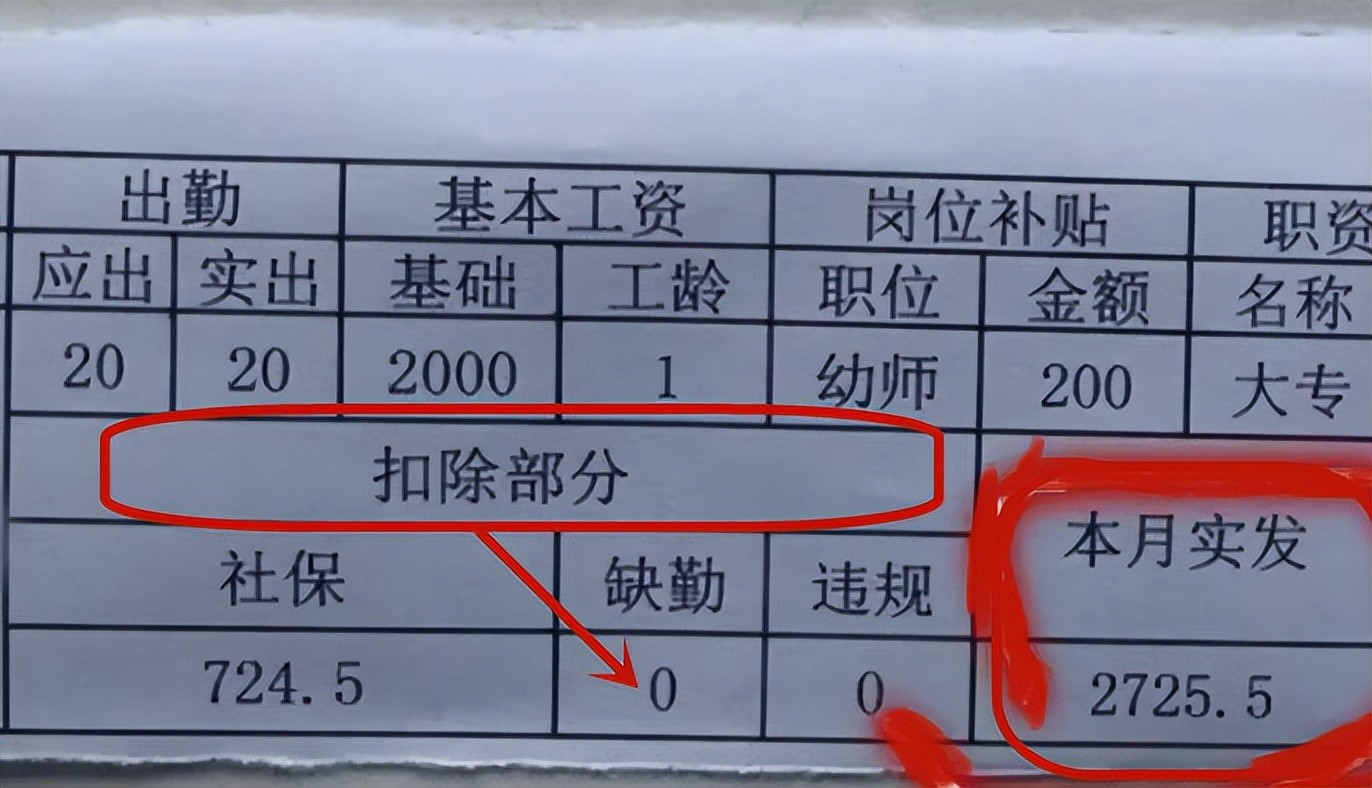 出勤 基本工资 岗位补贴 职资
应出 实出 基础 工龄 职位 金额 名称
20 20 2000 1 幼师 200 大专
扣除部分
本月实发
社保 缺勤 违规
724.5 0 0 2725.5